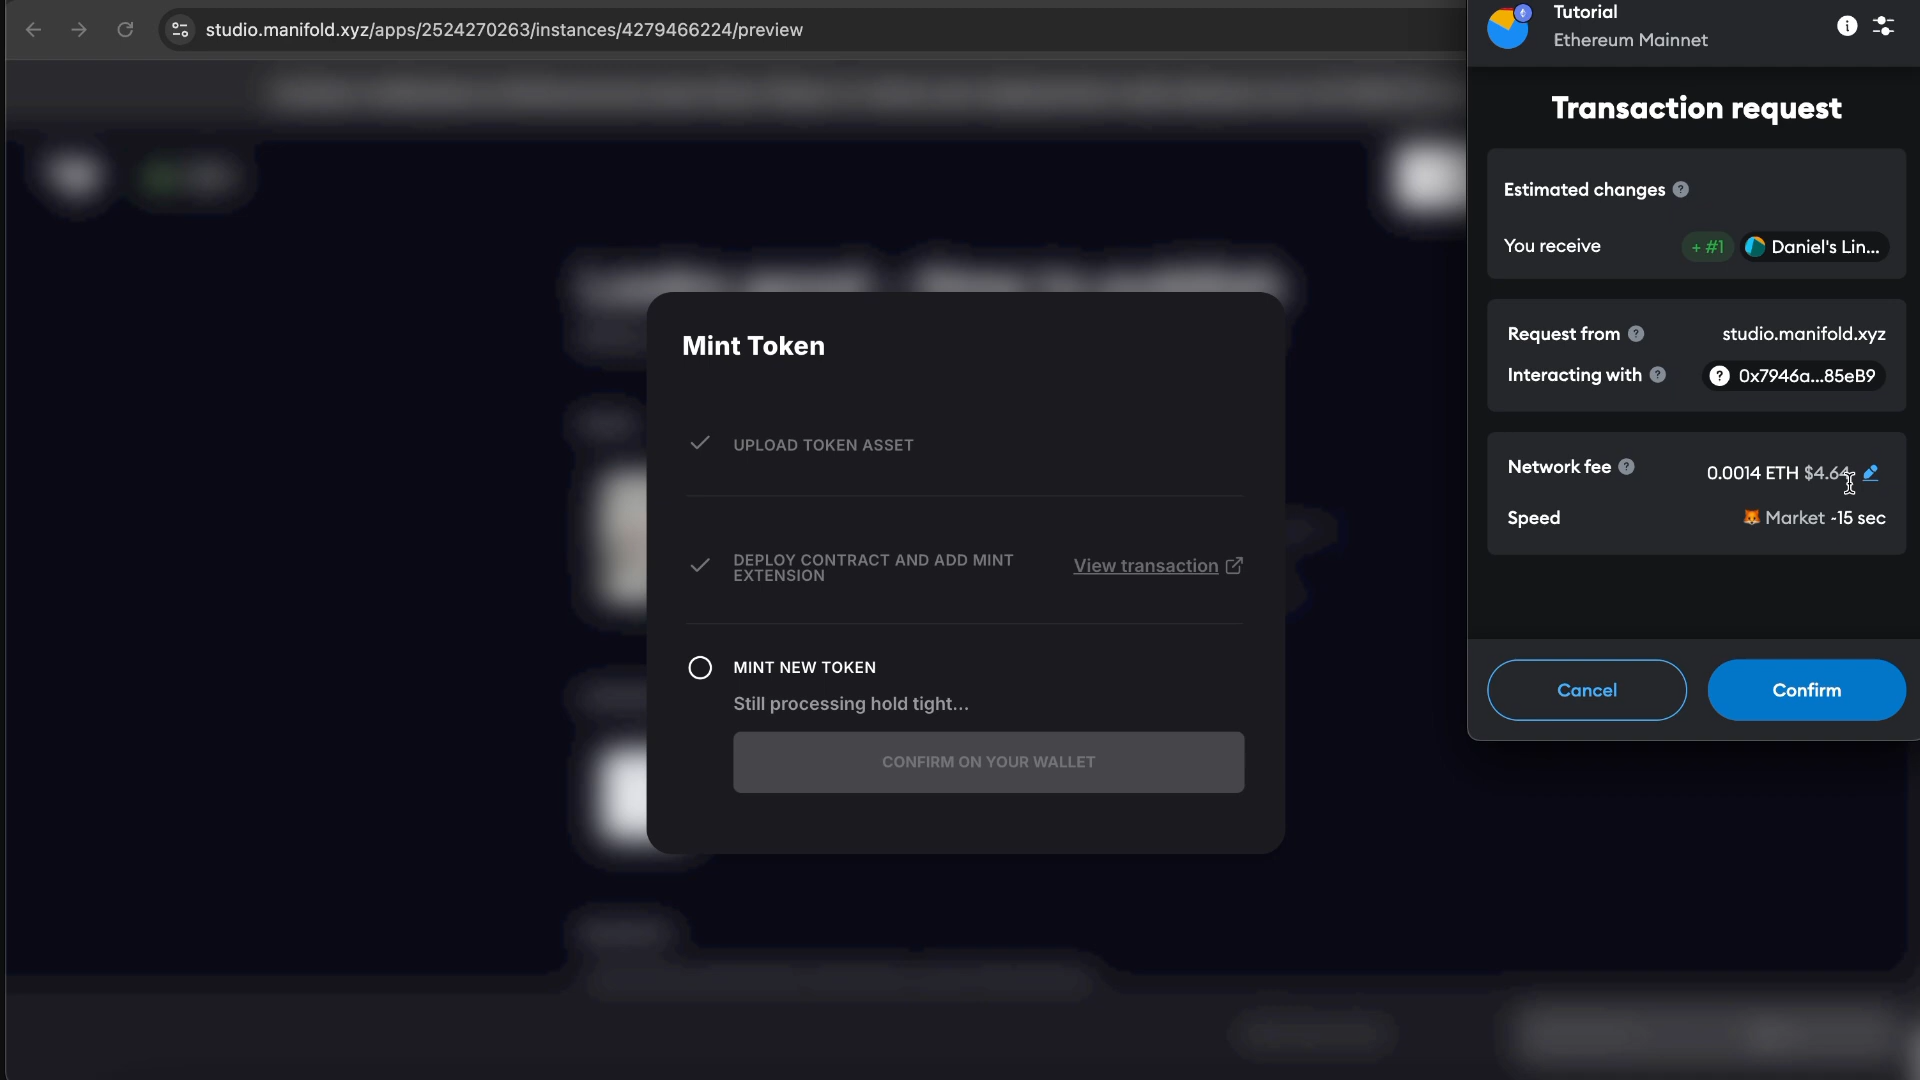 studio.manifold.xyz/apps/2524270263/instances/4279466224/preview
Tutorial
Ethereum Mainnet
Transaction request
Estimated changes
You receive + #1 Daniel's Lin...
Request from studio.manifold.xyz
Interacting with 0x7946a...85eB9
Network fee 0.0014 ETH $4.64
Speed Market ~15 sec
Cancel Confirm
Mint Token
UPLOAD TOKEN ASSET
DEPLOY CONTRACT AND ADD MINT
EXTENSION
View transaction
MINT NEW TOKEN
Still processing hold tight...
CONFIRM ON YOUR WALLET